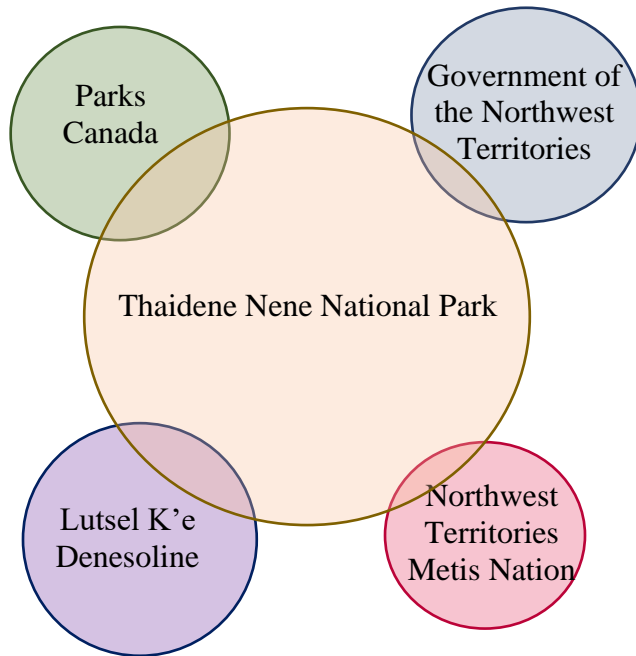 Parks
Canada
Government of
the Northwest
Territories
Thaidene Nene National Park
Lutsel K’e
Denesoline
Northwest
Territories
Metis Nation